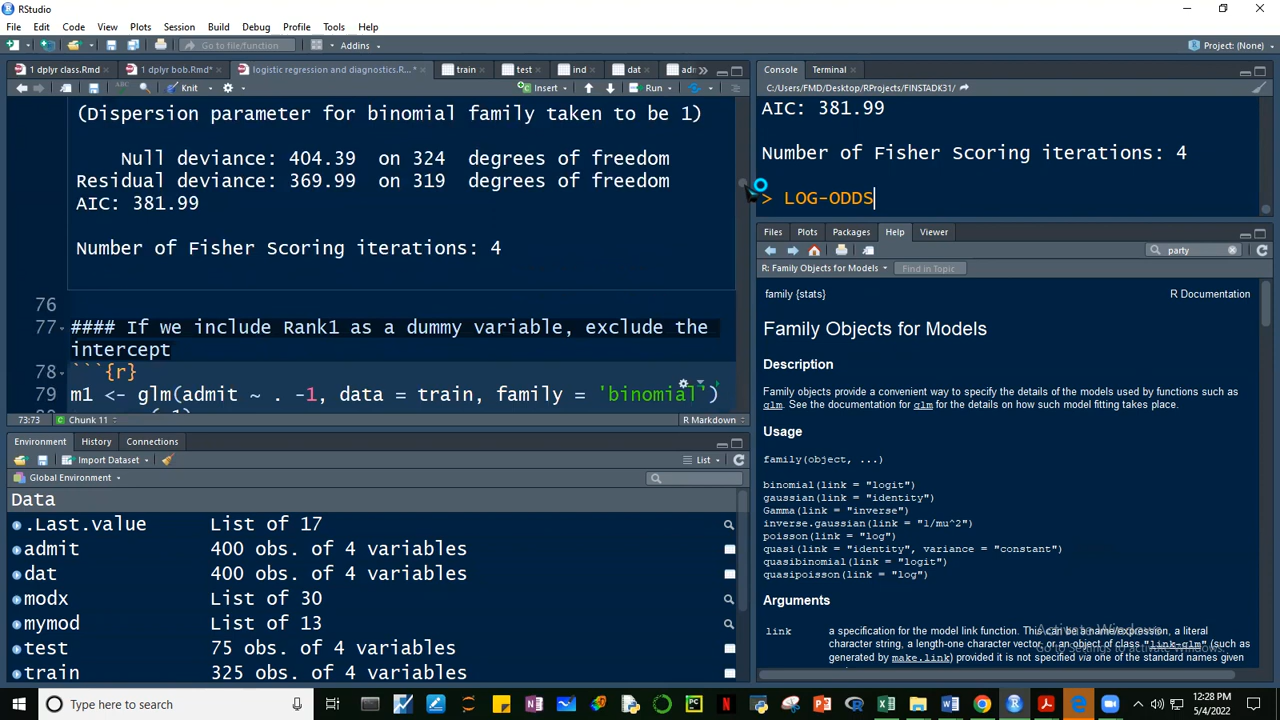 RStudio
File Edit Code View Plots Session Build Debug Profile Tools Help
Go to file/function Addins Project: (None)
1 dplyr class.Rmd 1 dplyr bob.Rmd* logistic regression and diagnostics.R...* train test ind dat adm
Knit Insert Run
(Dispersion parameter for binomial family taken to be 1)
Null deviance: 404.39 on 324 degrees of freedom
Residual deviance: 369.99 on 319 degrees of freedom
AIC: 381.99
Number of Fisher Scoring iterations: 4
76
77 #### If we include Rank1 as a dummy variable, exclude the
intercept
78 ```{r}
79 m1 <- glm(admit ~ . -1, data = train, family = 'binomial')
73:73 Chunk 11 R Markdown
Environment History Connections
Import Dataset List
Global Environment
Data
.Last.value List of 17
admit 400 obs. of 4 variables
dat 400 obs. of 4 variables
modx List of 30
mymod List of 13
test 75 obs. of 4 variables
train 325 obs. of 4 variables
Console Terminal
C:/Users/FMD/Desktop/RProjects/FINSTADK31/
AIC: 381.99
Number of Fisher Scoring iterations: 4
> LOG-ODDS
Files Plots Packages Help Viewer
party
R: Family Objects for Models Find in Topic
family {stats} R Documentation
Family Objects for Models
Description
Family objects provide a convenient way to specify the details of the models used by functions such as
glm. See the documentation for glm for the details on how such model fitting takes place.
Usage
family(object, ...)
binomial(link = "logit")
gaussian(link = "identity")
Gamma(link = "inverse")
inverse.gaussian(link = "1/mu^2")
poisson(link = "log")
quasi(link = "identity", variance = "constant")
quasibinomial(link = "logit")
quasipoisson(link = "log")
Arguments
link a specification for the model link function. This can be a name/expression, a literal
character string, a length-one character vector, or an object of class "link-glm" (such as
generated by make.link) provided it is not specified via one of the standard names given
Activate Windows
Go to Settings to activate Windows.
Type here to search
12:28 PM
5/4/2022